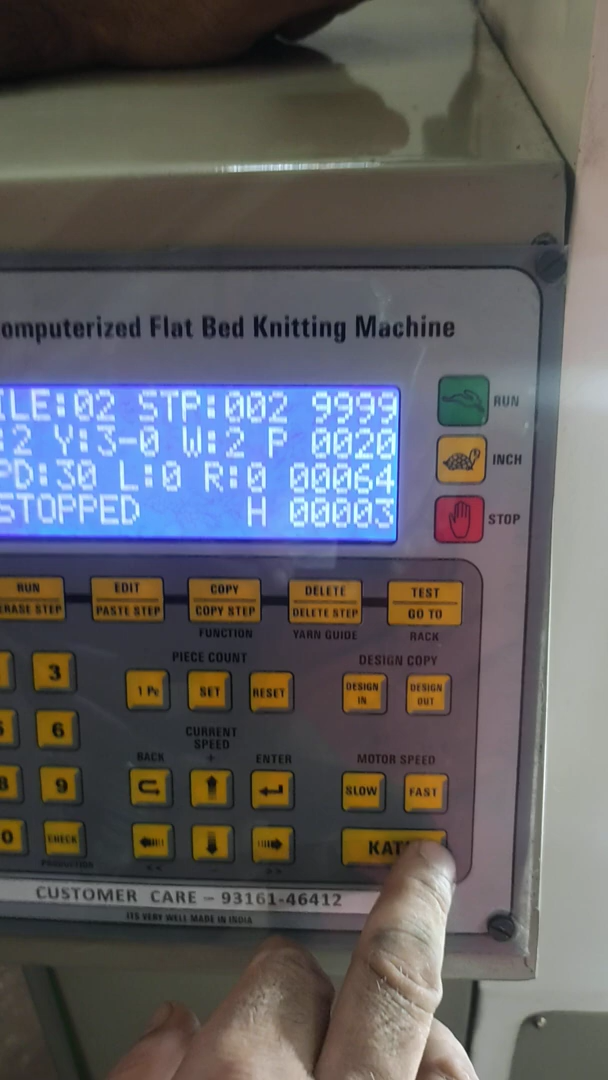 omputerized Flat Bed Knitting Machine
ILE:02 STP:002 9999
:2 Y:3-0 W:2 P 0020
PD:30 L:0 R:0 00064
STOPPED H 00003
RUN
INCH
STOP
RUN EDIT COPY DELETE TEST
ERASE STEP PASTE STEP COPY STEP DELETE STEP GO TO
FUNCTION YARN GUIDE RACK
PIECE COUNT DESIGN COPY
3 1 Pc SET RESET DESIGN IN DESIGN OUT
6
CURRENT SPEED
BACK + ENTER MOTOR SPEED
8 9 SLOW FAST
0 CHECK KAT
PRODUCTION << - >>
CUSTOMER CARE – 93161-46412
ITS VERY WELL MADE IN INDIA